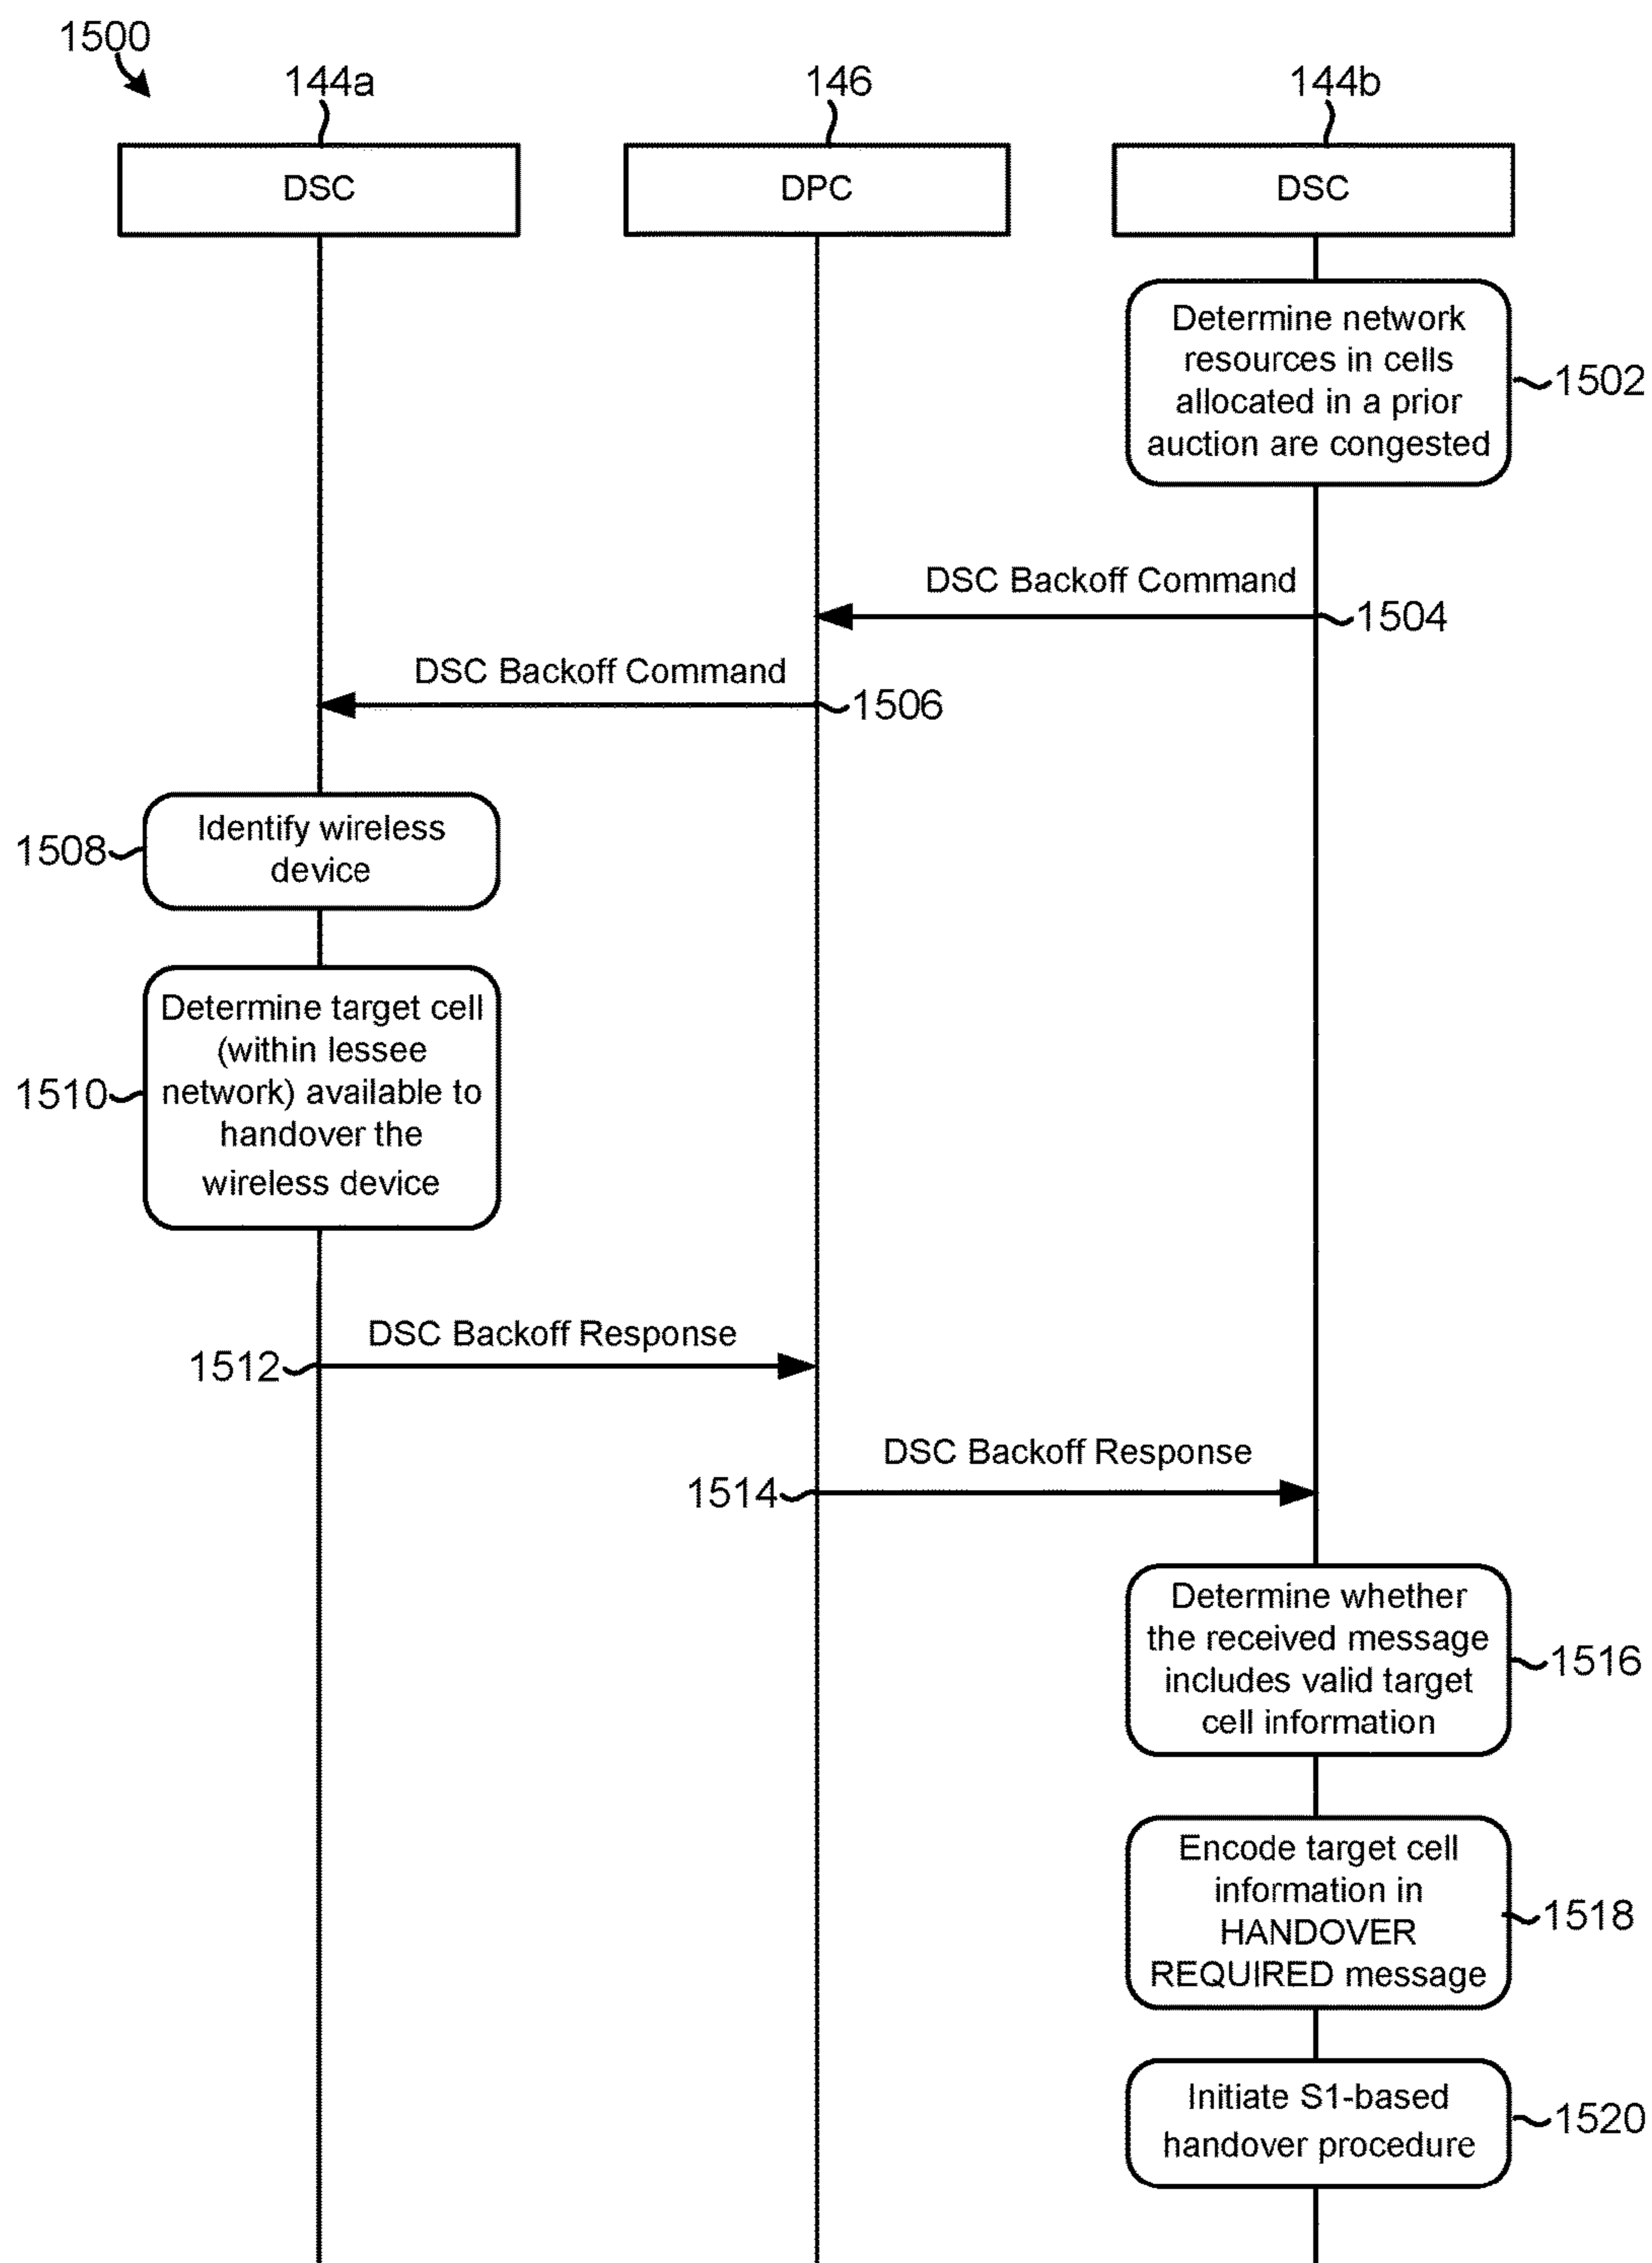 1500
144a
146
144b
DSC
DPC
DSC
Determine network
resources in cells
allocated in a prior
auction are congested
1502
DSC Backoff Command
1504
DSC Backoff Command
1506
1508
Identify wireless
device
1510
Determine target cell
(within lessee
network) available to
handover the
wireless device
DSC Backoff Response
1512
DSC Backoff Response
1514
Determine whether
the received message
includes valid target
cell information
1516
Encode target cell
information in
HANDOVER
REQUIRED message
1518
Initiate S1-based
handover procedure
1520